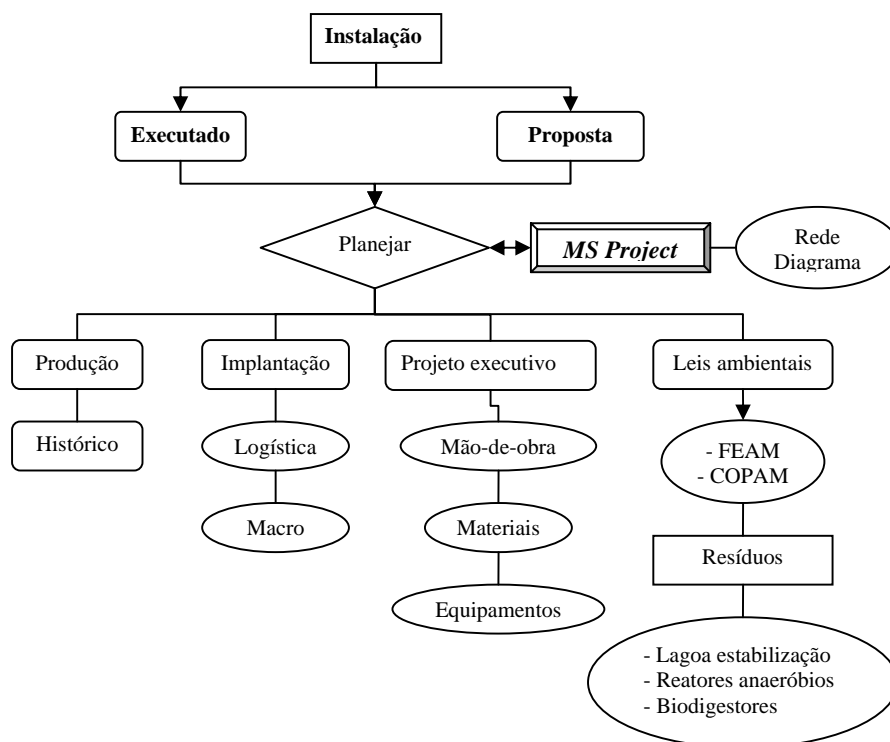 Instalação
Executado
Proposta
Planejar
MS Project
Rede
Diagrama
Produção
Implantação
Projeto executivo
Leis ambientais
Histórico
Logística
Mão-de-obra
- FEAM
- COPAM
Macro
Materiais
Resíduos
Equipamentos
- Lagoa estabilização
- Reatores anaeróbios
- Biodigestores